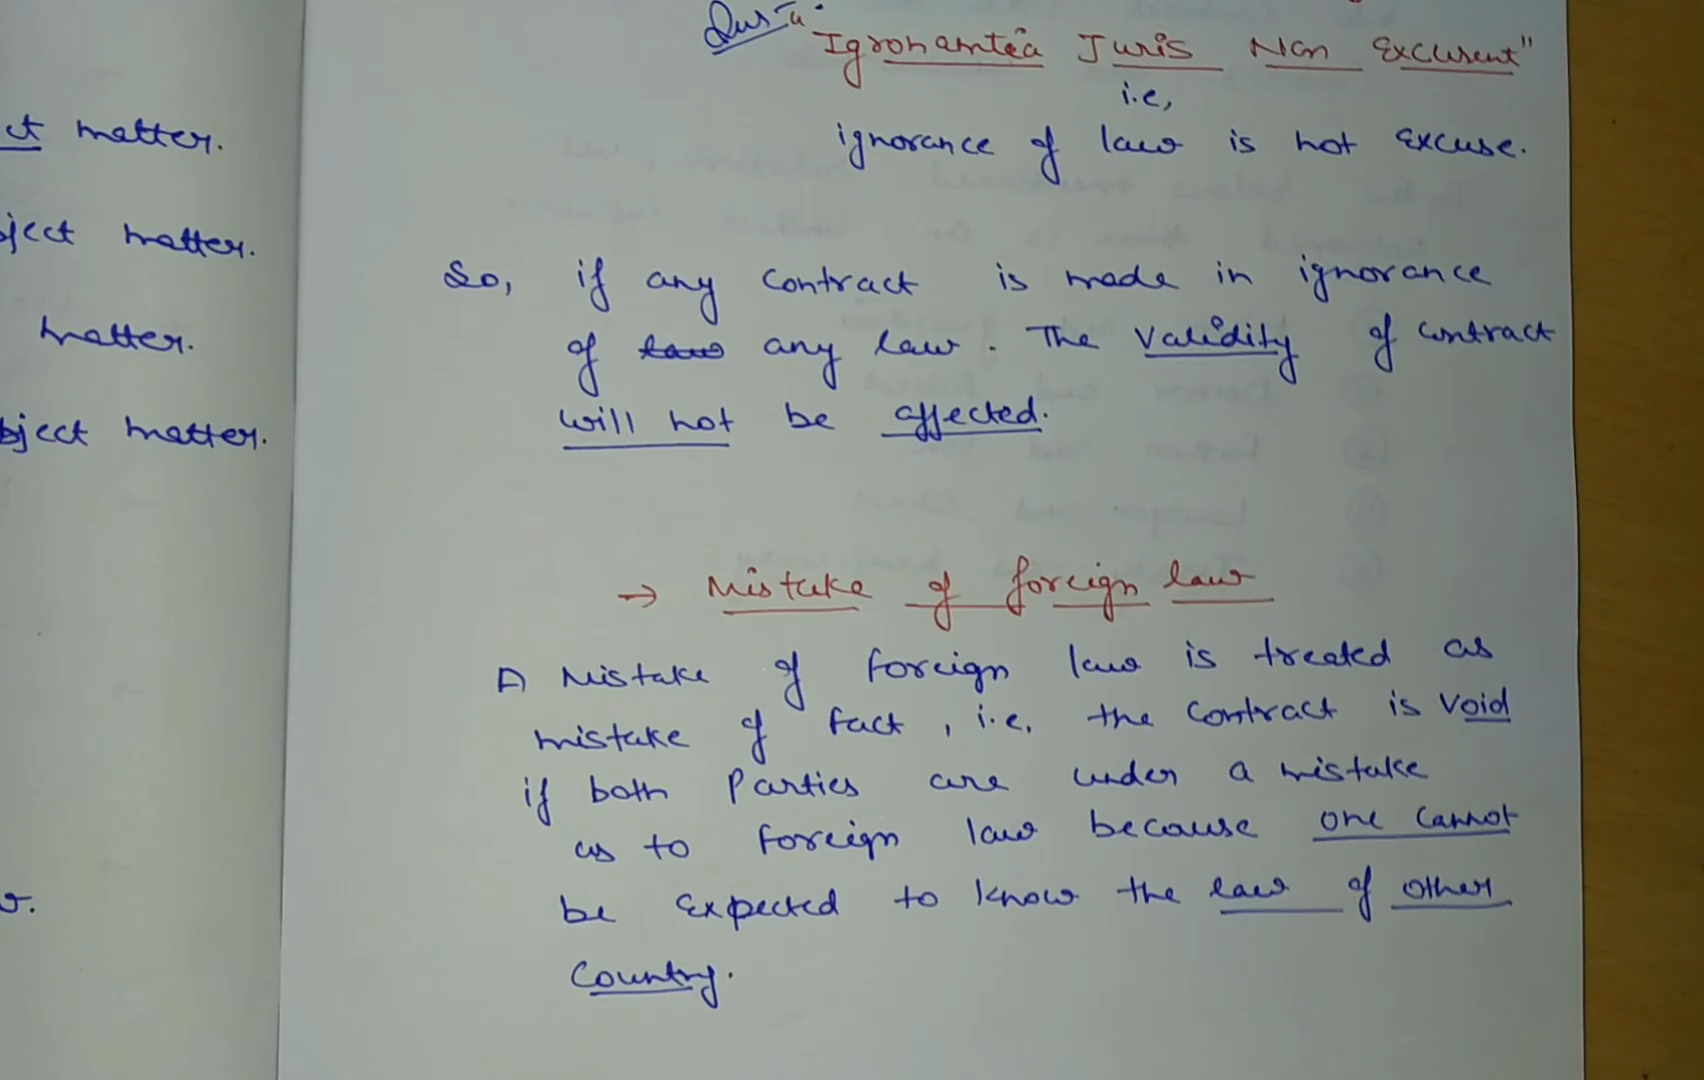 ct matter.
ject matter.
matter.
bject matter.
Ques-4.
"Igronamtea Juris Non Excusent"
i.e,
ignorance of law is not excuse.
So, if any contract is made in ignorance
of law any law. The validity of contract
will not be affected.
→ Mistake of foreign law
A Mistake of foreign law is treated as
mistake of fact, i.e. the contract is void
if both parties are under a mistake
as to foreign law because one cannot
be expected to know the law of other
country.